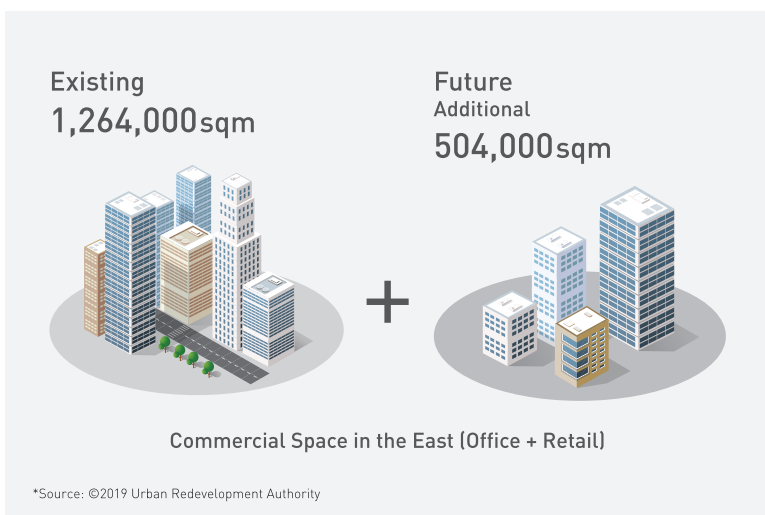 Existing
1,264,000sqm
Future
Additional
504,000sqm
+
Commercial Space in the East (Office + Retail)
*Source: ©2019 Urban Redevelopment Authority